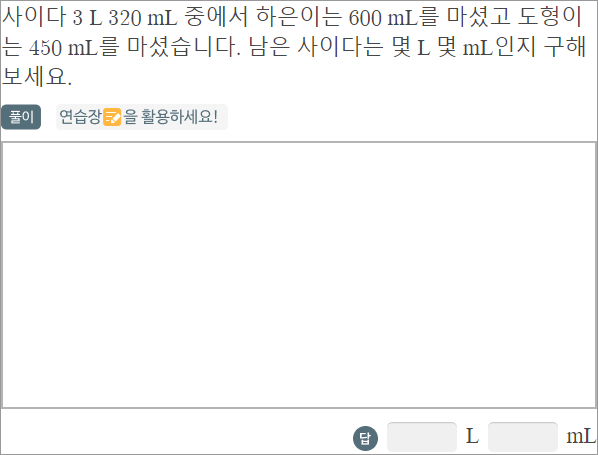 사이다 3 L 320 mL 중에서 하은이는 600 mL를 마셨고 도형이
는 450 mL를 마셨습니다. 남은 사이다는 몇 L 몇 mL인지 구해
보세요.
풀이 연습장을 활용하세요!
답 L mL